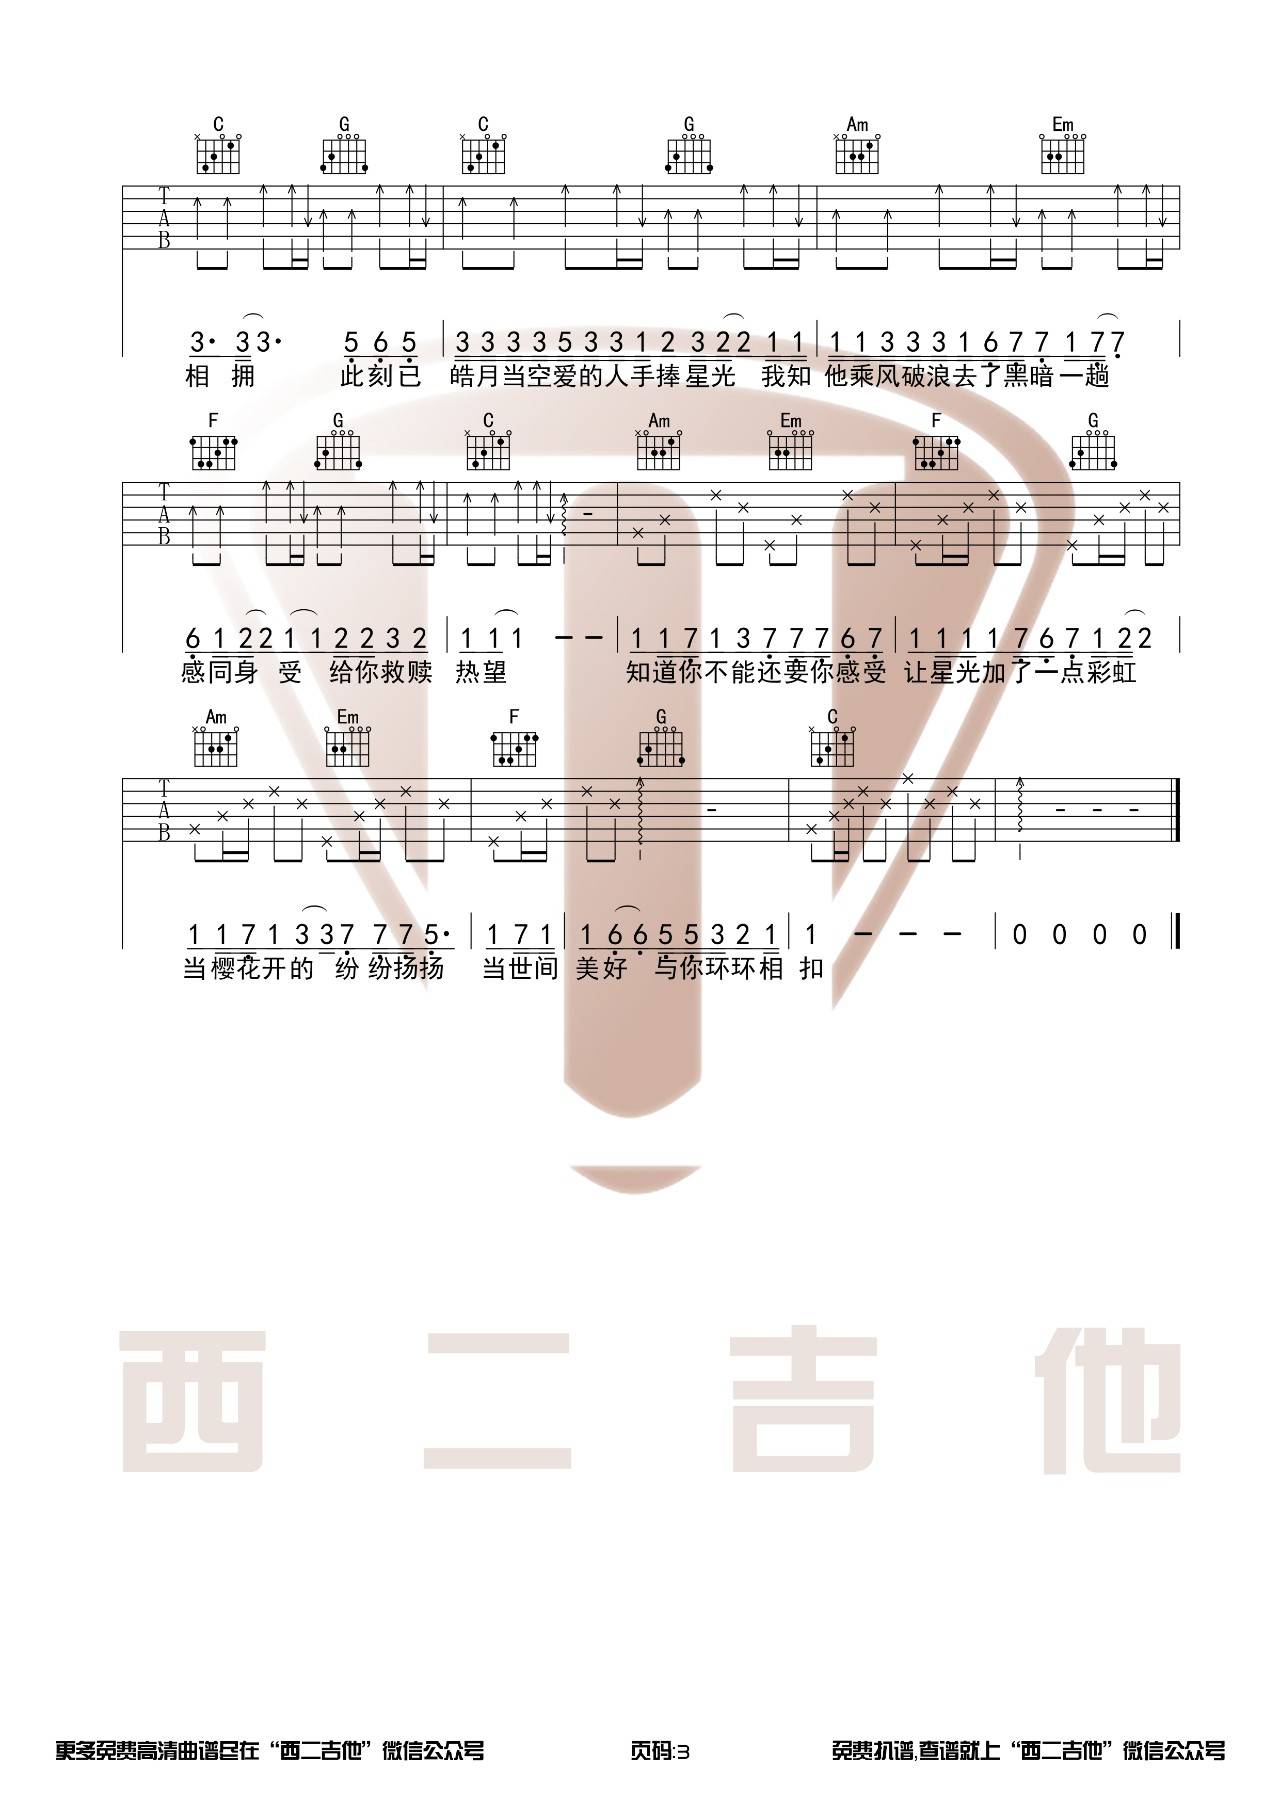 C G C G Am Em
T
A
B
3· 3 3· 5 6 5 3 3 3 3 5 3 3 1 2 3 2 2 1 1 1 1 3 3 3 1 6 7 7 1 7 7
相 拥 此刻已 皓月当空爱的人手捧星光 我知 他乘风破浪去了黑暗一趟
F G C Am Em F G
T
A
B
6 1 2 2 1 1 2 2 3 2 1 1 1 – – 1 1 7 1 3 7 7 7 6 7 1 1 1 1 7 6 7 1 2 2
感同身 受 给你救赎 热望 知道你不能还要你感受 让星光加了一点彩虹
Am Em F G C
T
A
B
1 1 7 1 3 3 7 7 7 5· 1 7 1 1 6 6 5 5 3 2 1 1 – – – 0 0 0 0
当樱花开的 纷 纷扬扬 当世间 美好 与你环环相 扣
西二吉他
更多免费高清曲谱尽在“西二吉他”微信公众号 页码:3 免费扒谱,查谱就上“西二吉他”微信公众号